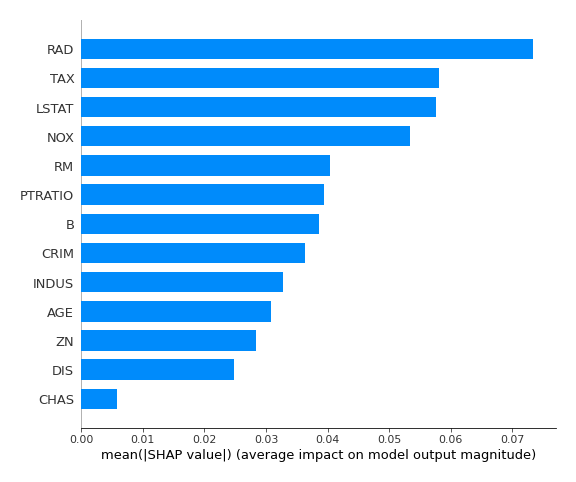 RAD
TAX
LSTAT
NOX
RM
PTRATIO
B
CRIM
INDUS
AGE
ZN
DIS
CHAS
0.00 0.01 0.02 0.03 0.04 0.05 0.06 0.07
mean(|SHAP value|) (average impact on model output magnitude)